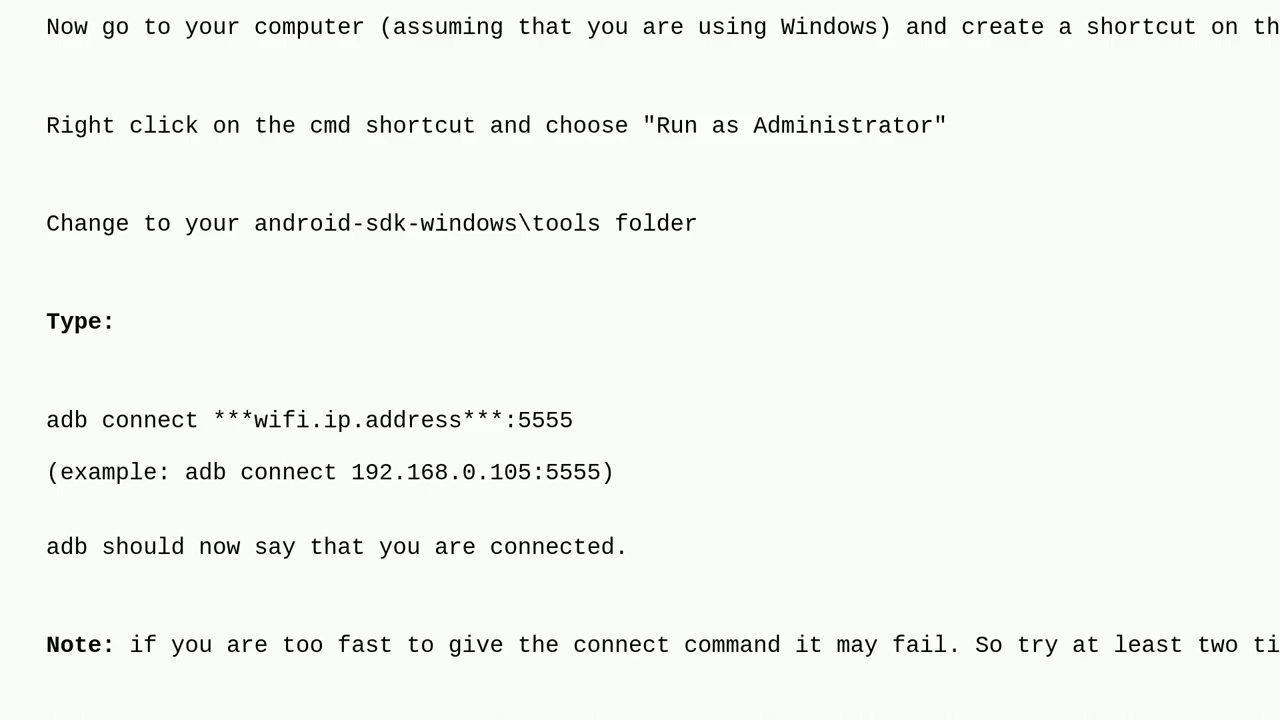 Now go to your computer (assuming that you are using Windows) and create a shortcut on th
Right click on the cmd shortcut and choose "Run as Administrator"
Change to your android-sdk-windows\tools folder
Type:
adb connect ***wifi.ip.address***:5555
(example: adb connect 192.168.0.105:5555)
adb should now say that you are connected.
Note: if you are too fast to give the connect command it may fail. So try at least two ti